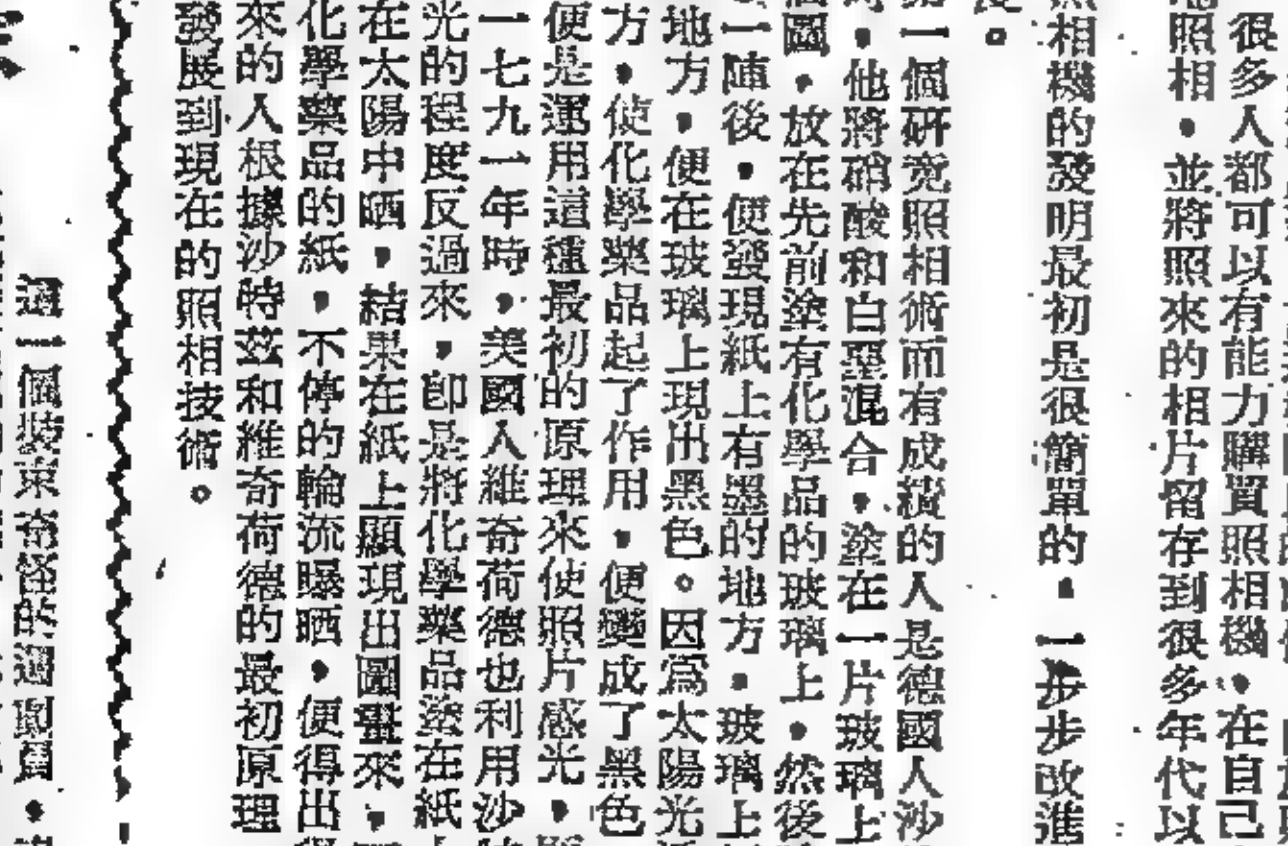 很多人都可以有能力購買照相機，在自己
照相，並將照來的相片留存到很多年代以
照相機的發明最初是很簡單的，一步步改進
。
一個研究照相術而有成績的人是德國人沙
，他將硝酸和白堊混合，塗在一片玻璃上
圖，放在先前塗有化學品的玻璃上，然後
一陣後，便發現紙上有墨的地方，玻璃上
地方，便在玻璃上現出黑色。因為太陽光
方，使化學藥品起了作用，便變成了黑色
便是運用這種最初的原理來使照片感光，
一七九一年時，美國人維奇荷德也利用沙
光的程度反過來，卽是將化學藥品塗在紙
在太陽中晒，結果在紙上顯現出圖畫來，
化學藥品的紙，不停的輪流曝晒，便得出
來的人根據沙特茲和維奇荷德的最初原理
發展到現在的照相技術。
這一個裝束奇怪的運動員，